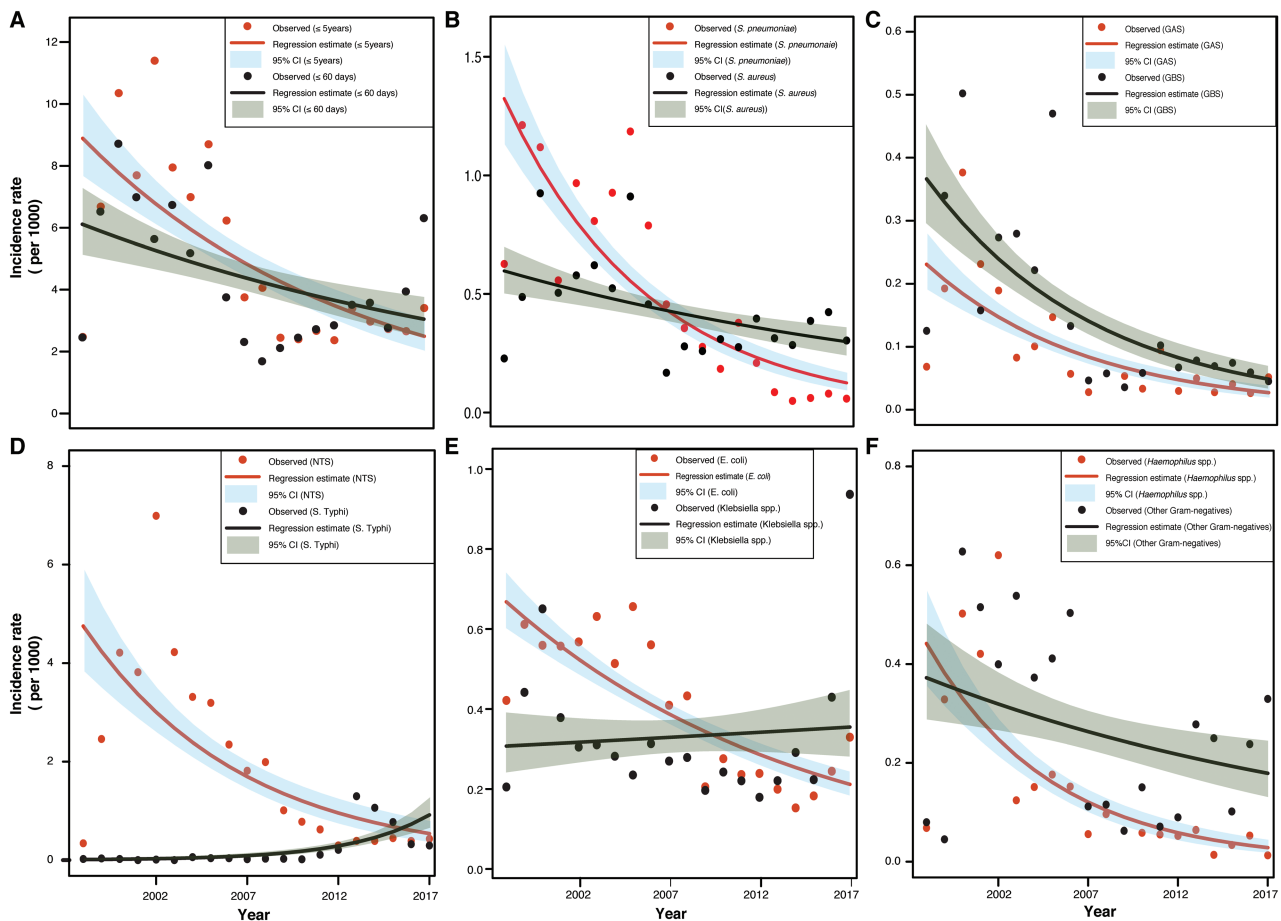 A
Observed (≤ 5years)
Regression estimate (≤ 5years)
95% CI (≤ 5years)
Observed (≤ 60 days)
Regression estimate (≤ 60 days)
95% CI (≤ 60 days)
12
10
8
6
4
2
0
Incidence rate
( per 1000)
B
Observed (S. pneumoniae)
Regression estimate (S. pneumonaie)
95% CI (S. pneumoniae))
Observed (S. aureus)
Regression estimate (S. aureus)
95% CI(S. aureus))
1.5
1.0
0.5
0.0
C
Observed (GAS)
Regression estimate (GAS)
95% CI (GAS)
Observed (GBS)
Regression estimate (GBS)
95% CI (GBS)
0.6
0.5
0.4
0.3
0.2
0.1
0.0
D
Observed (NTS)
Regression estimate (NTS)
95% CI (NTS)
Observed (S. Typhi)
Regression estimate (S. Typhi)
95% CI (S. Typhi)
8
6
4
2
0
Incidence rate
( per 1000)
2002 2007 2012 2017
Year
E
Observed (E. coli)
Regression estimate (E. coli)
95% CI (E. coli)
Observed (Klebsiella spp.)
Regression estimate (Klebsiella spp.)
95% CI (Klebsiella spp.)
1.0
0.8
0.6
0.4
0.2
0.0
2002 2007 2012 2017
Year
F
Observed (Haemophilus spp.)
Regression estimate (Haemophilus spp.)
95% CI (Haemophilus spp.)
Observed (Other Gram-negatives)
Regression estimate (Other Gram-negatives)
95%CI (Other Gram-negatives)
0.8
0.6
0.4
0.2
0.0
2002 2007 2012 2017
Year